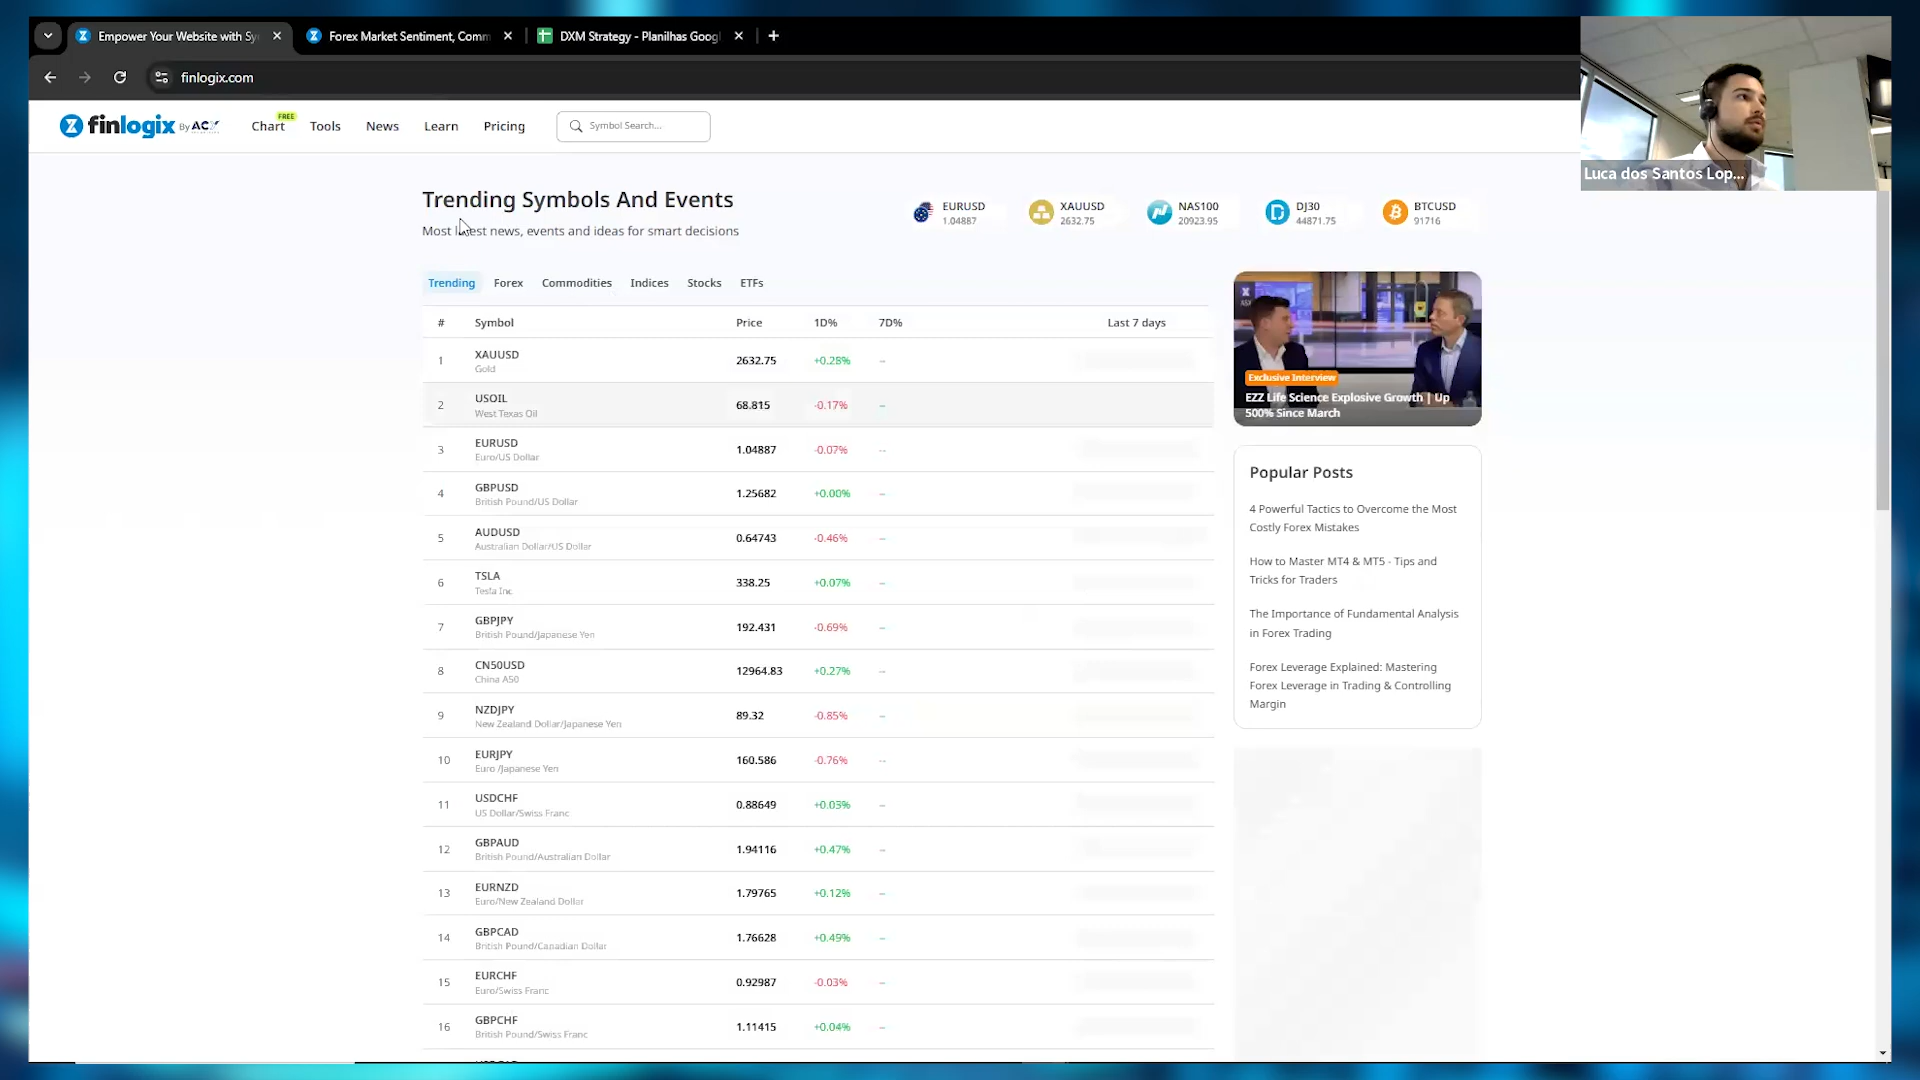 Empower Your Website with Sy
Forex Market Sentiment, Comm
DXM Strategy - Planilhas Goog
finlogix.com
finlogix By ACY
Chart FREE
Tools
News
Learn
Pricing
Symbol Search...
Luca dos Santos Lop...
Trending Symbols And Events
Most latest news, events and ideas for smart decisions
EURUSD
1.04887
XAUUSD
2632.75
NAS100
20923.95
DJ30
44871.75
BTCUSD
91716
Trending Forex Commodities Indices Stocks ETFs
# Symbol Price 1D% 7D% Last 7 days
1 XAUUSD 2632.75 +0.28% --
Gold
2 USOIL 68.815 -0.17% --
West Texas Oil
3 EURUSD 1.04887 -0.07% --
Euro/US Dollar
4 GBPUSD 1.25682 +0.00% --
British Pound/US Dollar
5 AUDUSD 0.64743 -0.46% --
Australian Dollar/US Dollar
6 TSLA 338.25 +0.07% --
Tesla Inc.
7 GBPJPY 192.431 -0.69% --
British Pound/Japanese Yen
8 CN50USD 12964.83 +0.27% --
China A50
9 NZDJPY 89.32 -0.85% --
New Zealand Dollar/Japanese Yen
10 EURJPY 160.586 -0.76% --
Euro /Japanese Yen
11 USDCHF 0.88649 +0.03% --
US Dollar/Swiss Franc
12 GBPAUD 1.94116 +0.47% --
British Pound/Australian Dollar
13 EURNZD 1.79765 +0.12% --
Euro/New Zealand Dollar
14 GBPCAD 1.76628 +0.49% --
British Pound/Canadian Dollar
15 EURCHF 0.92987 -0.03% --
Euro/Swiss Franc
16 GBPCHF 1.11415 +0.04% --
British Pound/Swiss Franc
Exclusive Interview
EZZ Life Science Explosive Growth | Up
500% Since March
Popular Posts
4 Powerful Tactics to Overcome the Most
Costly Forex Mistakes
How to Master MT4 & MT5 - Tips and
Tricks for Traders
The Importance of Fundamental Analysis
in Forex Trading
Forex Leverage Explained: Mastering
Forex Leverage in Trading & Controlling
Margin